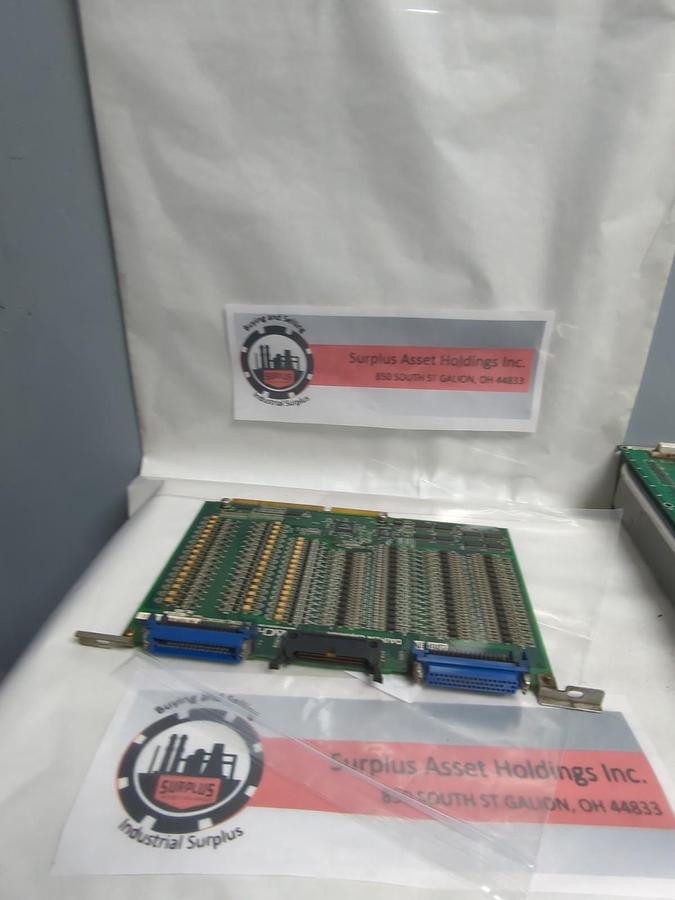 Buying and Selling
SURPLUS
Industrial Surplus
Surplus Asset Holdings Inc.
850 SOUTH ST GALION, OH 44833
Buying and Selling
SURPLUS
Industrial Surplus
Surplus Asset Holdings Inc.
850 SOUTH ST GALION, OH 44833